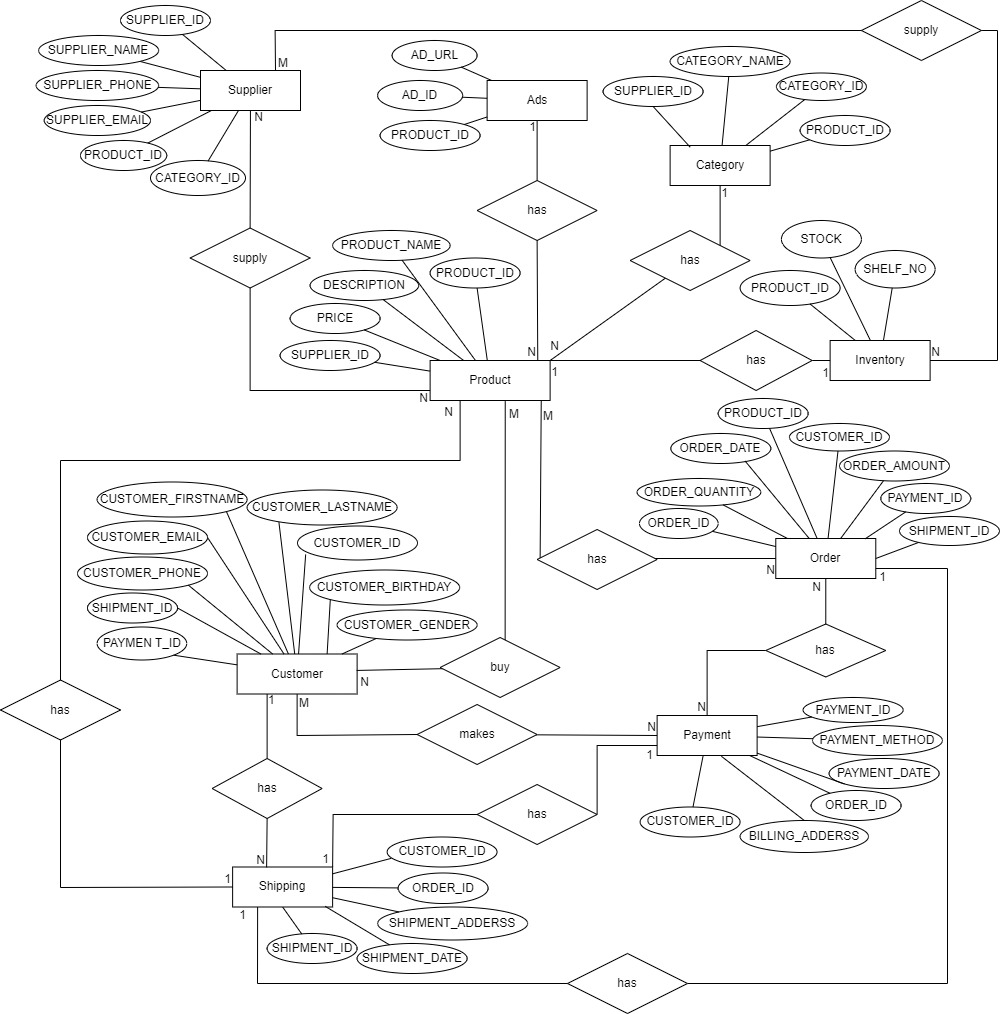 SUPPLIER_ID
supply
SUPPLIER_NAME
AD_URL
CATEGORY_NAME
M
SUPPLIER_PHONE
Supplier
AD_ID
Ads
SUPPLIER_ID
CATEGORY_ID
SUPPLIER_EMAIL
N
PRODUCT_ID
1
PRODUCT_ID
PRODUCT_ID
Category
CATEGORY_ID
1
has
PRODUCT_NAME
STOCK
supply
PRODUCT_ID
has
SHELF_NO
DESCRIPTION
PRODUCT_ID
PRICE
SUPPLIER_ID
N
N
has
Inventory
N
1
1
Product
N
N
M
M
PRODUCT_ID
CUSTOMER_ID
ORDER_DATE
ORDER_AMOUNT
CUSTOMER_FIRSTNAME
CUSTOMER_LASTNAME
ORDER_QUANTITY
PAYMENT_ID
ORDER_ID
SHIPMENT_ID
CUSTOMER_EMAIL
CUSTOMER_ID
has
Order
N
1
CUSTOMER_PHONE
CUSTOMER_BIRTHDAY
N
SHIPMENT_ID
CUSTOMER_GENDER
PAYMEN T_ID
has
Customer
N
buy
1
M
has
N
PAYMENT_ID
makes
N
Payment
PAYMENT_METHOD
1
PAYMENT_DATE
has
has
ORDER_ID
CUSTOMER_ID
BILLING_ADDERSS
N
1
CUSTOMER_ID
1
Shipping
ORDER_ID
1
SHIPMENT_ADDERSS
SHIPMENT_ID
SHIPMENT_DATE
has